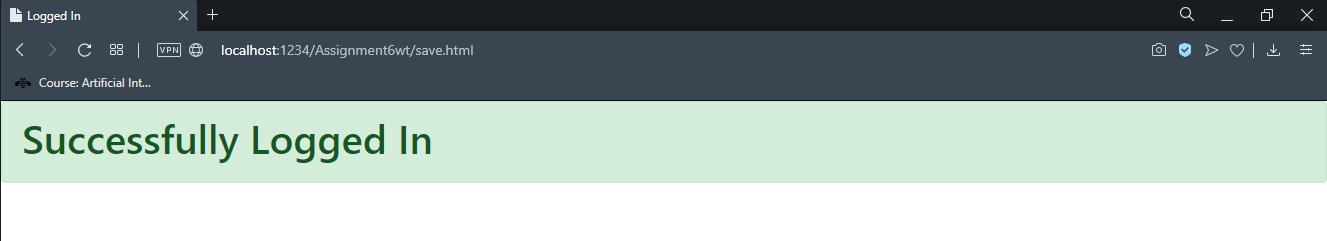 Logged In
VPN
localhost:1234/Assignment6wt/save.html
Course: Artificial Int...
Successfully Logged In